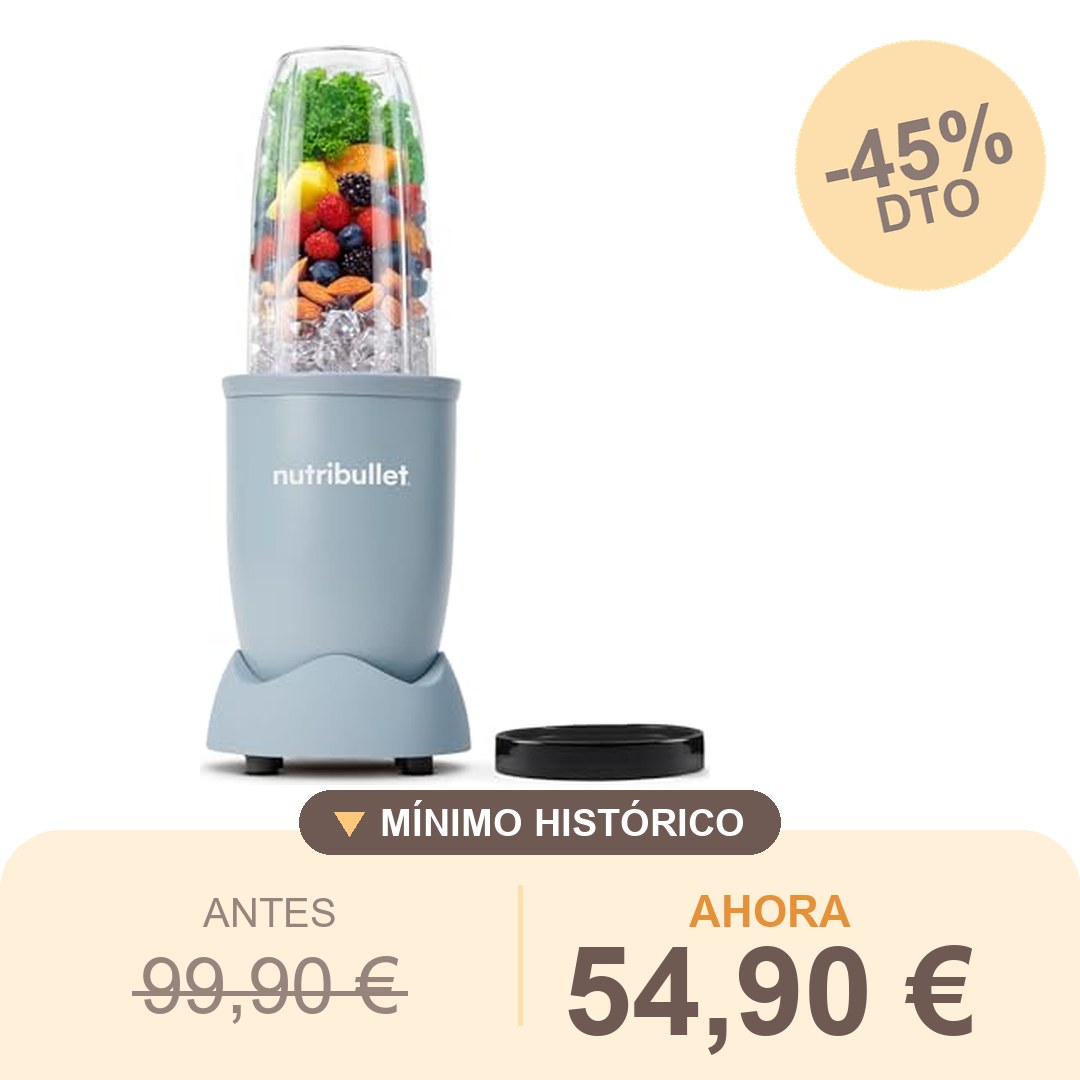 -45%
DTO
nutribullet.
MÍNIMO HISTÓRICO
ANTES
99,90 €
AHORA
54,90 €